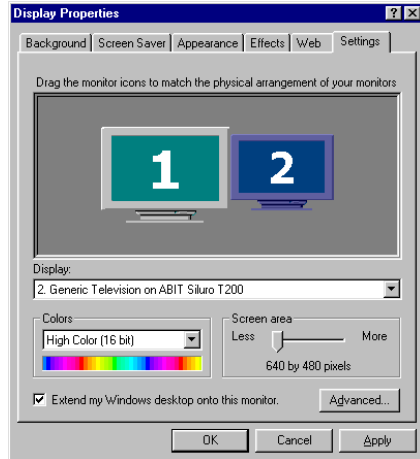 Display Properties
Background Screen Saver Appearance Effects Web Settings
Drag the monitor icons to match the physical arrangement of your monitors
1 2
Display:
2. Generic Television on ABIT Siluro T200
Colors
High Color (16 bit)
Screen area
Less More
640 by 480 pixels
Extend my Windows desktop onto this monitor.
Advanced...
OK Cancel Apply